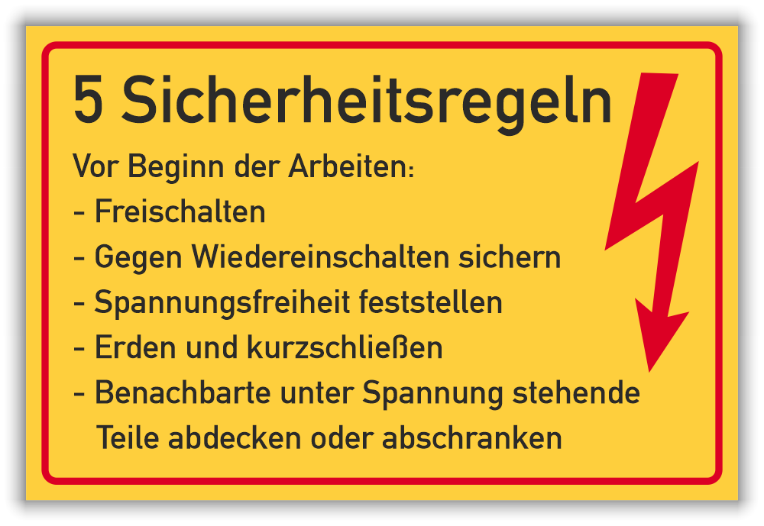 5 Sicherheitsregeln
Vor Beginn der Arbeiten:
- Freischalten
- Gegen Wiedereinschalten sichern
- Spannungsfreiheit feststellen
- Erden und kurzschließen
- Benachbarte unter Spannung stehende
Teile abdecken oder abschranken